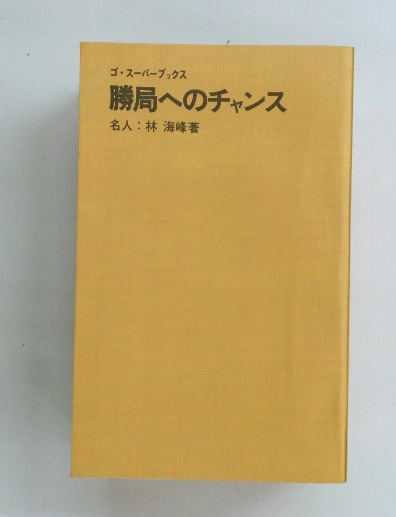 ゴ・スーパーブックス
勝局へのチャンス
名人：林 海峰著